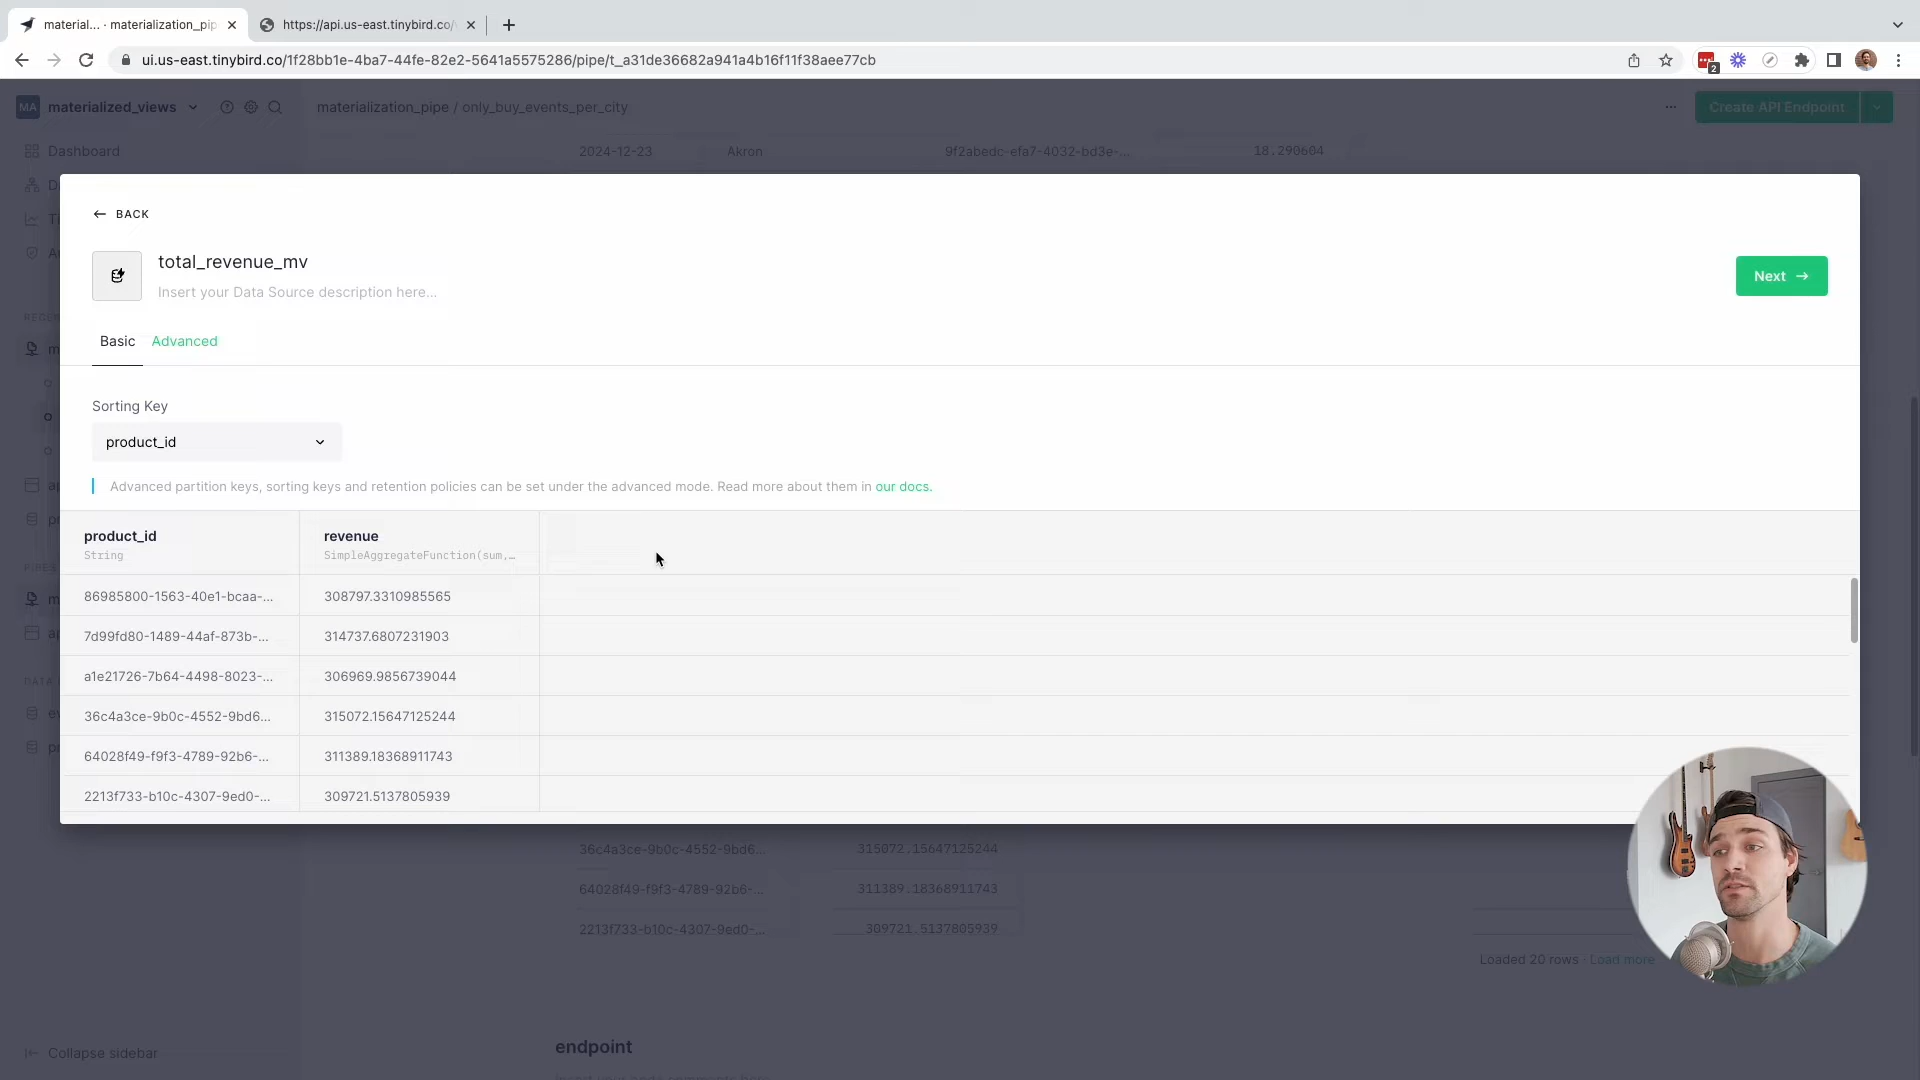 material... · materialization_pip
https://api.us-east.tinybird.co/
ui.us-east.tinybird.co/1f28bb1e-4ba7-44fe-82e2-5641a5575286/pipe/t_a31de36682a941a4b16f11f38aee77cb
2
MA materialized_views
materialization_pipe / only_buy_events_per_city
Create API Endpoint
Dashboard
2024-12-23 Akron 9f2abedc-efa7-4032-bd3e-... 18.290604
BACK
total_revenue_mv
Insert your Data Source description here...
Next
Basic Advanced
Sorting Key
product_id
Advanced partition keys, sorting keys and retention policies can be set under the advanced mode. Read more about them in our docs.
product_id revenue
String SimpleAggregateFunction(sum,...
86985800-1563-40e1-bcaa-... 308797.3310985565
7d99fd80-1489-44af-873b-... 314737.6807231903
a1e21726-7b64-4498-8023-... 306969.9856739044
36c4a3ce-9b0c-4552-9bd6... 315072.15647125244
64028f49-f9f3-4789-92b6-... 311389.18368911743
2213f733-b10c-4307-9ed0-... 309721.5137805939
36c4a3ce-9b0c-4552-9bd6... 315072.15647125244
64028f49-f9f3-4789-92b6-... 311389.18368911743
2213f733-b10c-4307-9ed0-... 309721.5137805939
Loaded 20 rows · Load more
endpoint
Collapse sidebar